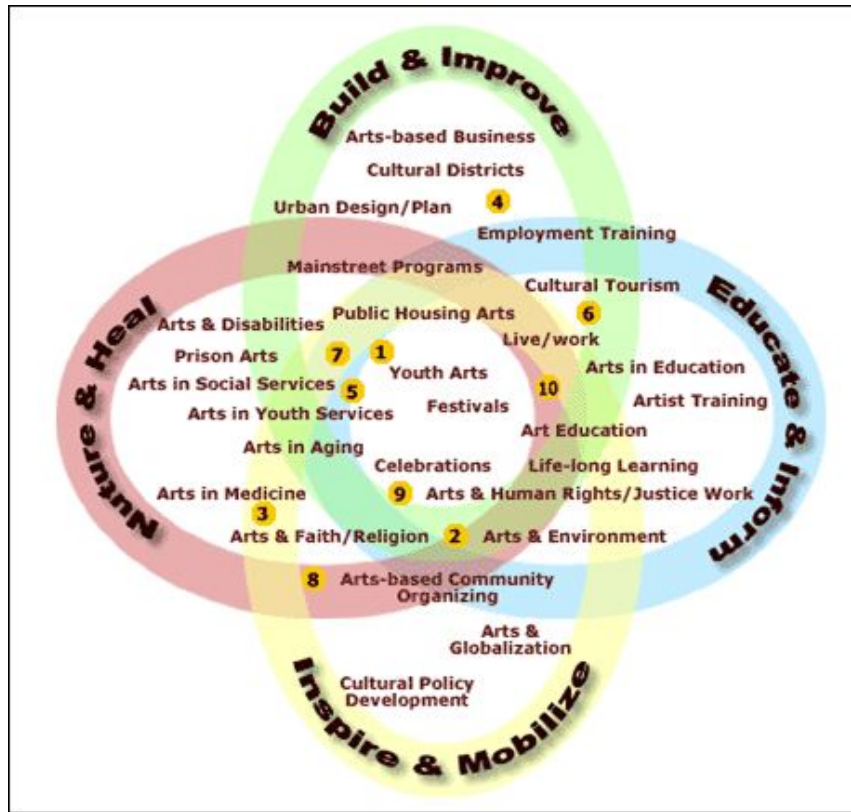 Build & Improve
Arts-based Business
Cultural Districts
4
Urban Design/Plan
Employment Training
Mainstreet Programs
Cultural Tourism
6
Nuture & Heal
Educate & Inform
Arts & Disabilities
Public Housing Arts
Live/work
Prison Arts
7
1
Youth Arts
Arts in Education
Arts in Social Services
5
10
Artist Training
Arts in Youth Services
Festivals
Art Education
Arts in Aging
Celebrations
Life-long Learning
Arts in Medicine
9
Arts & Human Rights/Justice Work
3
Arts & Faith/Religion
2
Arts & Environment
8
Arts-based Community
Organizing
Arts &
Globalization
Cultural Policy
Development
Inspire & Mobilize